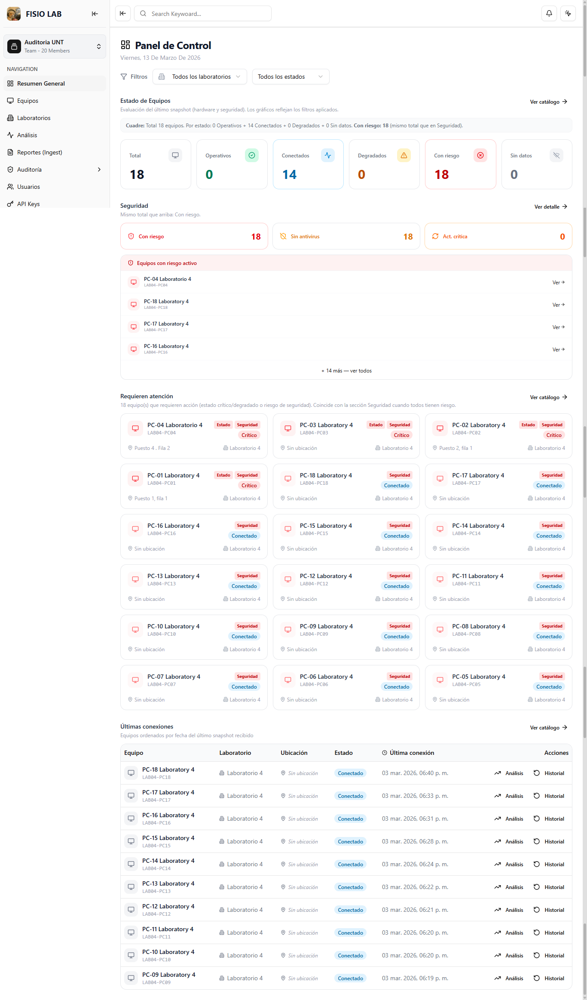 FISIO LAB
Search Keywoard...
Auditoria UNT
Team - 20 Members
NAVIGATION
Resumen General
Equipos
Laboratorios
Análisis
Reportes (Ingest)
Auditoría
Usuarios
API Keys
Panel de Control
Viernes, 13 De Marzo De 2026
Filtros
Todos los laboratorios
Todos los estados
Estado de Equipos
Ver catálogo
Evaluación del último snapshot (hardware y seguridad). Los gráficos reflejan los filtros aplicados.
Cuadre: Total 18 equipos. Por estado: 0 Operativos + 14 Conectados + 0 Degradados + 0 Sin datos. Con riesgo: 18 (mismo total que en Seguridad).
Total
18
Operativos
0
Conectados
14
Degradados
0
Con riesgo
18
Sin datos
0
Seguridad
Ver detalle
Mismo total que arriba: Con riesgo.
Con riesgo 18
Sin antivirus 18
Act. crítica 0
Equipos con riesgo activo
PC-04 Laboratorio 4
LAB04-PC04
Ver
PC-18 Laboratory 4
LAB04-PC18
Ver
PC-17 Laboratory 4
LAB04-PC17
Ver
PC-16 Laboratory 4
LAB04-PC16
Ver
+ 14 más — ver todos
Requieren atención
Ver catálogo
18 equipo(s) que requieren acción (estado crítico/degradado o riesgo de seguridad). Coincide con la sección Seguridad cuando todos tienen riesgo.
PC-04 Laboratorio 4 Estado Seguridad
LAB04-PC04 Crítico
Puesto 4 . Fila 2 Laboratorio 4
PC-03 Laboratory 4 Estado Seguridad
LAB04-PC03 Crítico
Sin ubicación Laboratorio 4
PC-02 Laboratory 4 Estado Seguridad
LAB04-PC02 Crítico
Puesto 2, fila 1 Laboratorio 4
PC-01 Laboratory 4 Estado Seguridad
LAB04-PC01 Crítico
Puesto 1, fila 1 Laboratorio 4
PC-18 Laboratory 4 Seguridad
LAB04-PC18 Conectado
Sin ubicación Laboratorio 4
PC-17 Laboratory 4 Seguridad
LAB04-PC17 Conectado
Sin ubicación Laboratorio 4
PC-16 Laboratory 4 Seguridad
LAB04-PC16 Conectado
Sin ubicación Laboratorio 4
PC-15 Laboratory 4 Seguridad
LAB04-PC15 Conectado
Sin ubicación Laboratorio 4
PC-14 Laboratory 4 Seguridad
LAB04-PC14 Conectado
Sin ubicación Laboratorio 4
PC-13 Laboratory 4 Seguridad
LAB04-PC13 Conectado
Sin ubicación Laboratorio 4
PC-12 Laboratory 4 Seguridad
LAB04-PC12 Conectado
Sin ubicación Laboratorio 4
PC-11 Laboratory 4 Seguridad
LAB04-PC11 Conectado
Sin ubicación Laboratorio 4
PC-10 Laboratory 4 Seguridad
LAB04-PC10 Conectado
Sin ubicación Laboratorio 4
PC-09 Laboratory 4 Seguridad
LAB04-PC09 Conectado
Sin ubicación Laboratorio 4
PC-08 Laboratory 4 Seguridad
LAB04-PC08 Conectado
Sin ubicación Laboratorio 4
PC-07 Laboratory 4 Seguridad
LAB04-PC07 Conectado
Sin ubicación Laboratorio 4
PC-06 Laboratory 4 Seguridad
LAB04-PC06 Conectado
Sin ubicación Laboratorio 4
PC-05 Laboratory 4 Seguridad
LAB04-PC05 Conectado
Sin ubicación Laboratorio 4
Últimas conexiones
Ver catálogo
Equipos ordenados por fecha del último snapshot recibido
Equipo Laboratorio Ubicación Estado Última conexión Acciones
PC-18 Laboratory 4
LAB04-PC18
Laboratorio 4 Sin ubicación Conectado 03 mar. 2026, 06:40 p. m. Análisis Historial
PC-17 Laboratory 4
LAB04-PC17
Laboratorio 4 Sin ubicación Conectado 03 mar. 2026, 06:33 p. m. Análisis Historial
PC-16 Laboratory 4
LAB04-PC16
Laboratorio 4 Sin ubicación Conectado 03 mar. 2026, 06:31 p. m. Análisis Historial
PC-15 Laboratory 4
LAB04-PC15
Laboratorio 4 Sin ubicación Conectado 03 mar. 2026, 06:28 p. m. Análisis Historial
PC-14 Laboratory 4
LAB04-PC14
Laboratorio 4 Sin ubicación Conectado 03 mar. 2026, 06:24 p. m. Análisis Historial
PC-13 Laboratory 4
LAB04-PC13
Laboratorio 4 Sin ubicación Conectado 03 mar. 2026, 06:22 p. m. Análisis Historial
PC-12 Laboratory 4
LAB04-PC12
Laboratorio 4 Sin ubicación Conectado 03 mar. 2026, 06:21 p. m. Análisis Historial
PC-11 Laboratory 4
LAB04-PC11
Laboratorio 4 Sin ubicación Conectado 03 mar. 2026, 06:20 p. m. Análisis Historial
PC-10 Laboratory 4
LAB04-PC10
Laboratorio 4 Sin ubicación Conectado 03 mar. 2026, 06:20 p. m. Análisis Historial
PC-09 Laboratory 4
LAB04-PC09
Laboratorio 4 Sin ubicación Conectado 03 mar. 2026, 06:19 p. m. Análisis Historial